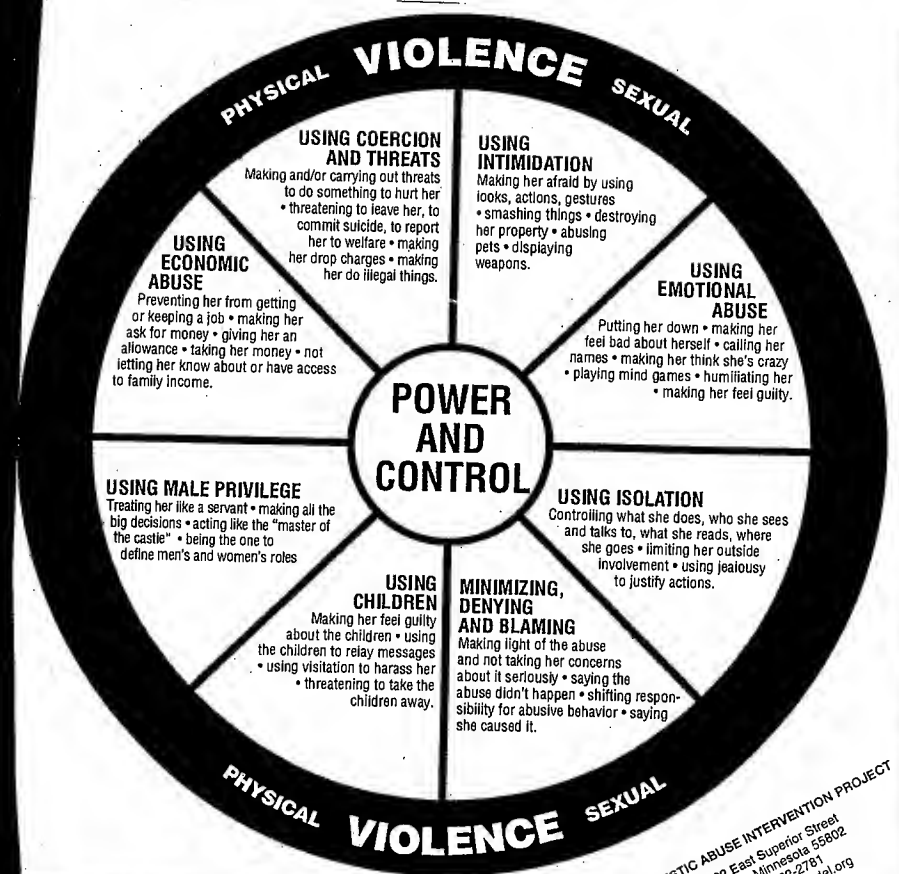 PHYSICAL VIOLENCE SEXUAL
USING COERCION
AND THREATS
Making and/or carrying out threats
to do something to hurt her
• threatening to leave her, to
commit suicide, to report
her to welfare • making
her drop charges • making
her do illegal things.
USING
INTIMIDATION
Making her afraid by using
looks, actions, gestures
• smashing things • destroying
her property • abusing
pets • displaying
weapons.
USING
EMOTIONAL
ABUSE
Putting her down • making her
feel bad about herself • calling her
names • making her think she's crazy
• playing mind games • humiliating her
• making her feel guilty.
USING ISOLATION
Controlling what she does, who she sees
and talks to, what she reads, where
she goes • limiting her outside
involvement • using jealousy
to justify actions.
MINIMIZING,
DENYING
AND BLAMING
Making light of the abuse
and not taking her concerns
about it seriously • saying the
abuse didn't happen • shifting respon-
sibility for abusive behavior • saying
she caused it.
USING
CHILDREN
Making her feel guilty
about the children • using
the children to relay messages
• using visitation to harass her
• threatening to take the
children away.
USING MALE PRIVILEGE
Treating her like a servant • making all the
big decisions • acting like the "master of
the castle" • being the one to
define men's and women's roles
USING
ECONOMIC
ABUSE
Preventing her from getting
or keeping a job • making her
ask for money • giving her an
allowance • taking her money • not
letting her know about or have access
to family income.
POWER
AND
CONTROL
PHYSICAL VIOLENCE SEXUAL
ABUSE INTERVENTION PROJECT
East Superior Street
Minnesota 55802